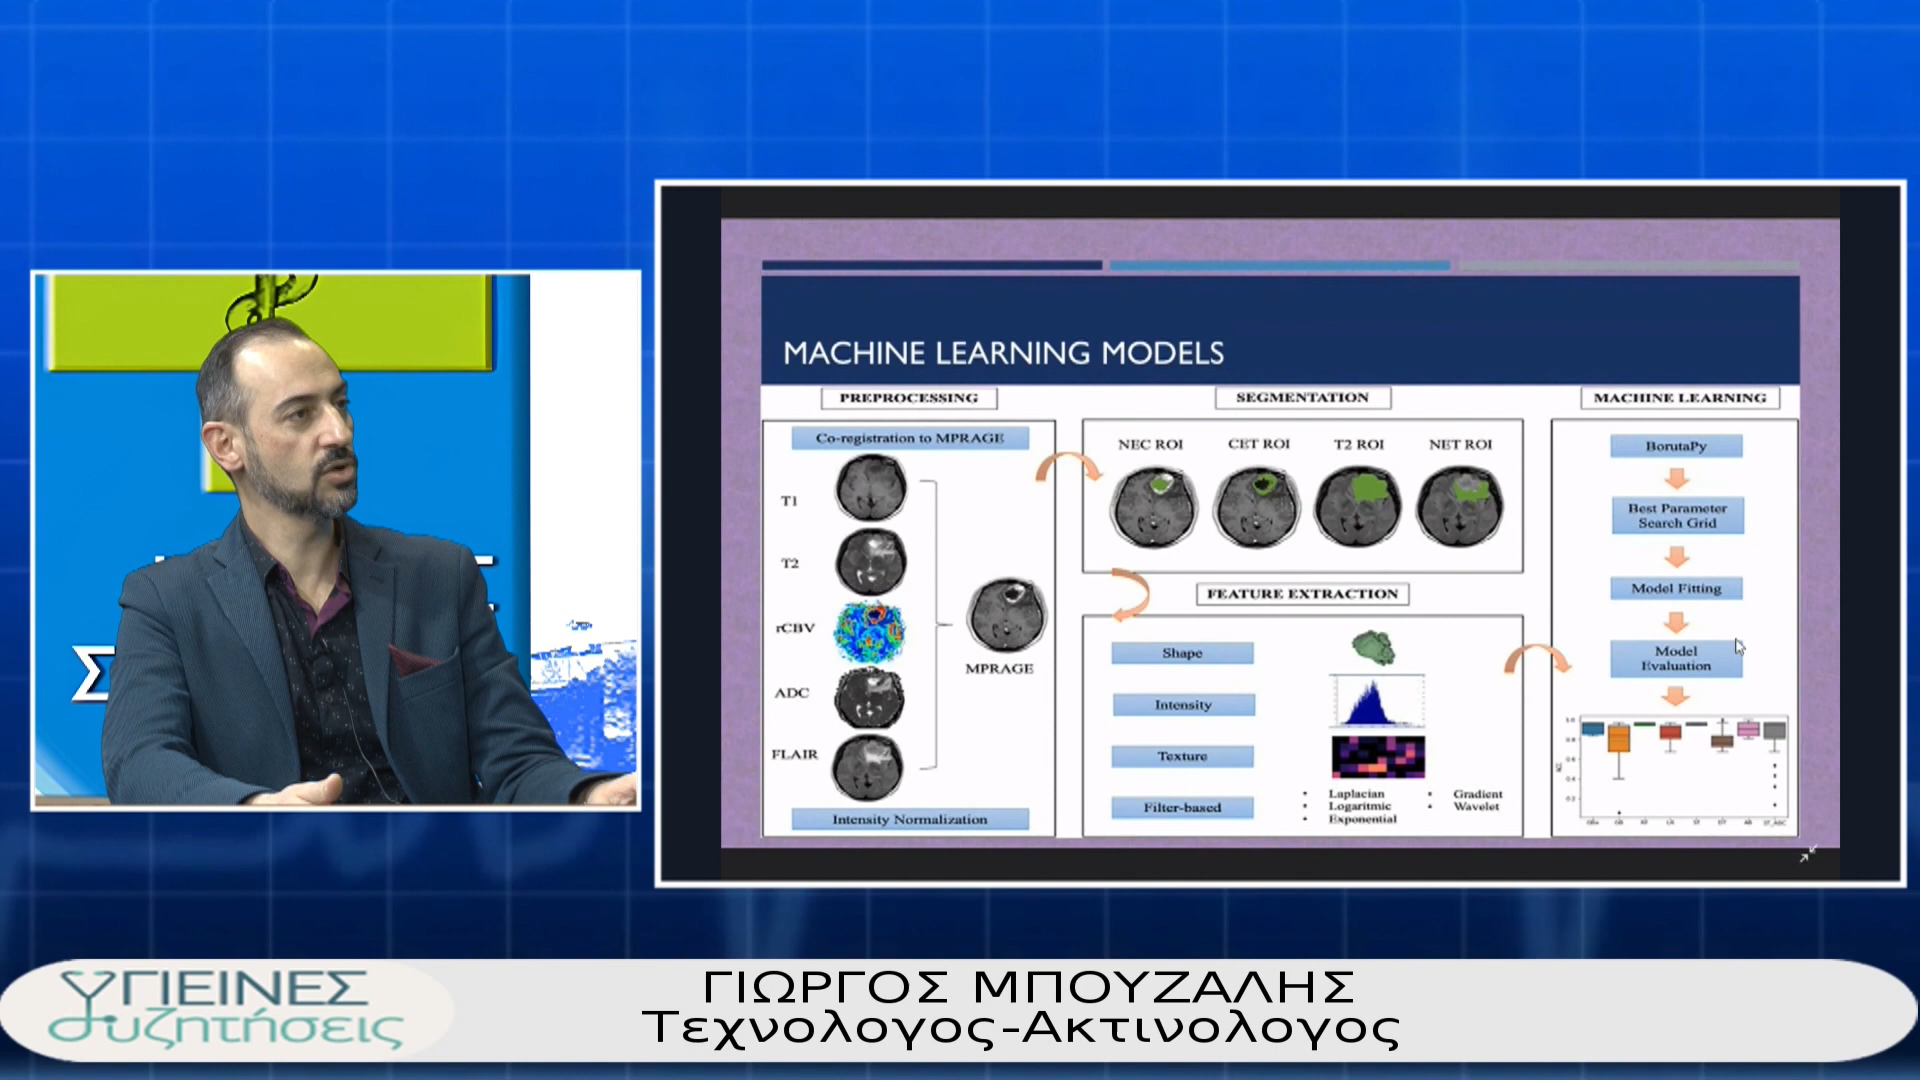 MACHINE LEARNING MODELS
PREPROCESSING
Co-registration to MPRAGE
T1
T2
rCBV
ADC
FLAIR
MPRAGE
Intensity Normalization
SEGMENTATION
NEC ROI
CET ROI
T2 ROI
NET ROI
FEATURE EXTRACTION
Shape
Intensity
Texture
Filter-based
Laplacian
Logaritmic
Exponential
Gradient
Wavelet
MACHINE LEARNING
BorutaPy
Best Parameter
Search Grid
Model Fitting
Model
Evaluation
Σ
ΥΓΙΕΙΝΕΣ
συζητήσεις
ΓΙΩΡΓΟΣ ΜΠΟΥΖΑΛΗΣ
Τεχνολογος-Ακτινολογος